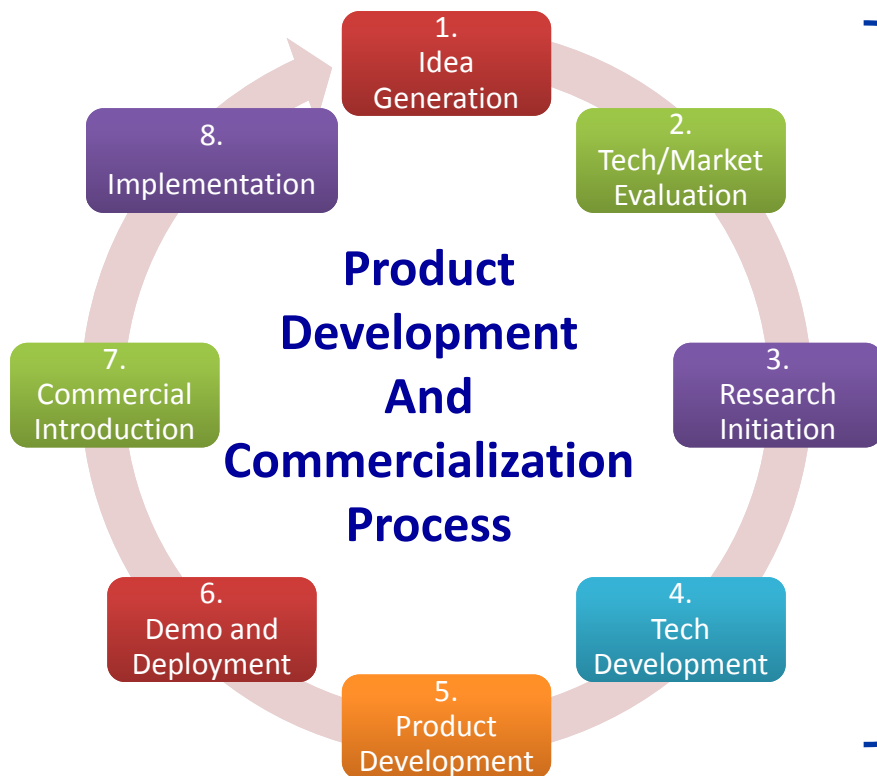 1.
Idea
Generation
2.
Tech/Market
Evaluation
3.
Research
Initiation
4.
Tech
Development
5.
Product
Development
6.
Demo and
Deployment
7.
Commercial
Introduction
8.
Implementation
Product
Development
And
Commercialization
Process